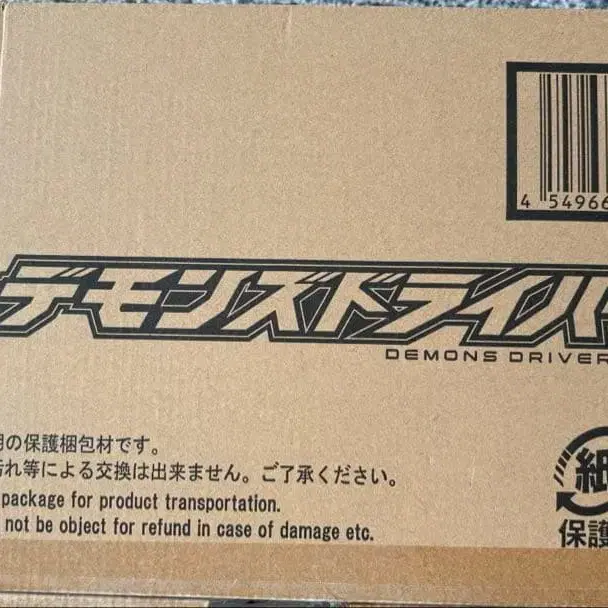 4 54966
デモンズドライバ
DEMONS DRIVER
の保護梱包材です。
れ等による交換は出来ません。ご了承ください。
package for product transportation.
not be object for refund in case of damage etc.
紙
保護